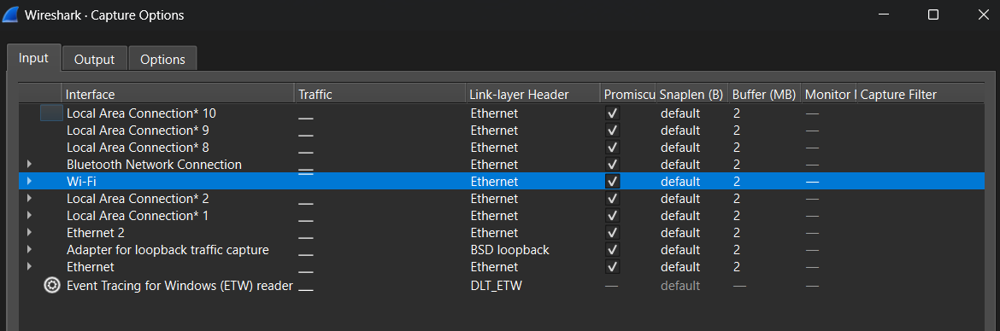 Wireshark · Capture Options
Input Output Options
Interface Traffic Link-layer Header Promiscu Snaplen (B) Buffer (MB) Monitor I Capture Filter
Local Area Connection* 10 Ethernet default 2 —
Local Area Connection* 9 Ethernet default 2 —
Local Area Connection* 8 Ethernet default 2 —
Bluetooth Network Connection Ethernet default 2 —
Wi-Fi Ethernet default 2 —
Local Area Connection* 2 Ethernet default 2 —
Local Area Connection* 1 Ethernet default 2 —
Ethernet 2 Ethernet default 2 —
Adapter for loopback traffic capture BSD loopback default 2 —
Ethernet Ethernet default 2 —
Event Tracing for Windows (ETW) reader DLT_ETW — default — —